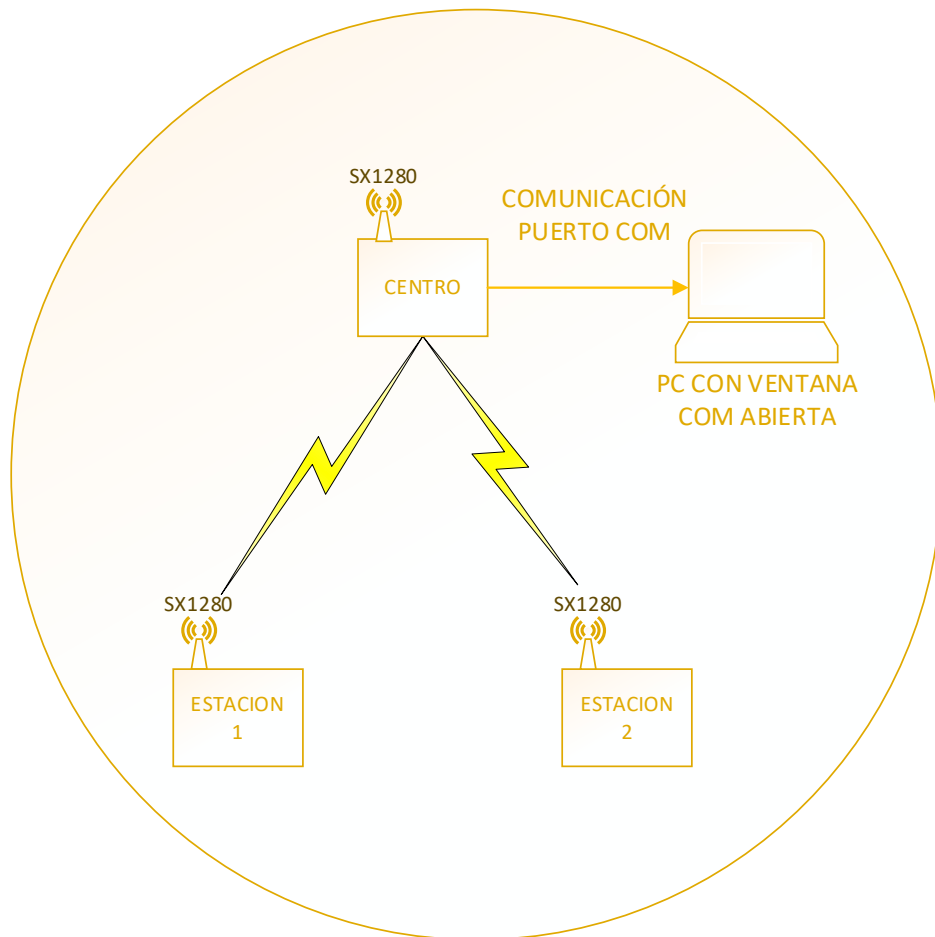 SX1280
COMUNICACIÓN
PUERTO COM
CENTRO
PC CON VENTANA
COM ABIERTA
SX1280
SX1280
ESTACION
1
ESTACION
2